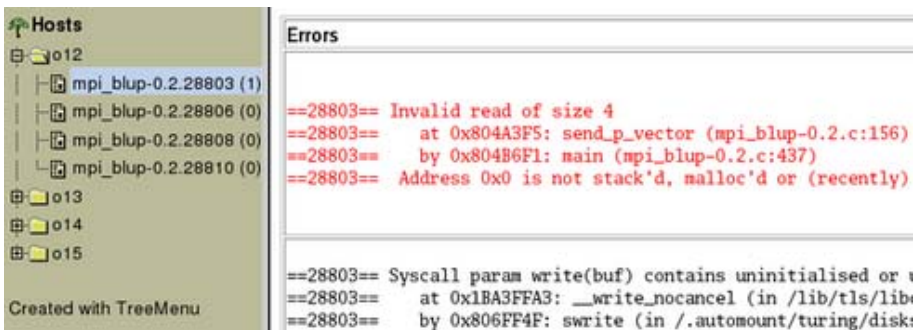 Hosts
o12
mpi_blup-0.2.28803 (1)
mpi_blup-0.2.28806 (0)
mpi_blup-0.2.28808 (0)
mpi_blup-0.2.28810 (0)
o13
o14
o15
Created with TreeMenu
Errors
==28803== Invalid read of size 4
==28803==    at 0x804A3F5: send_p_vector (mpi_blup-0.2.c:156)
==28803==    by 0x804B6F1: main (mpi_blup-0.2.c:437)
==28803==  Address 0x0 is not stack'd, malloc'd or (recently)
==28803== Syscall param write(buf) contains uninitialised or
==28803==    at 0x1BA3FFA3: __write_nocancel (in /lib/tls/libc
==28803==    by 0x806FF4F: swrite (in /.automount/turing/disk